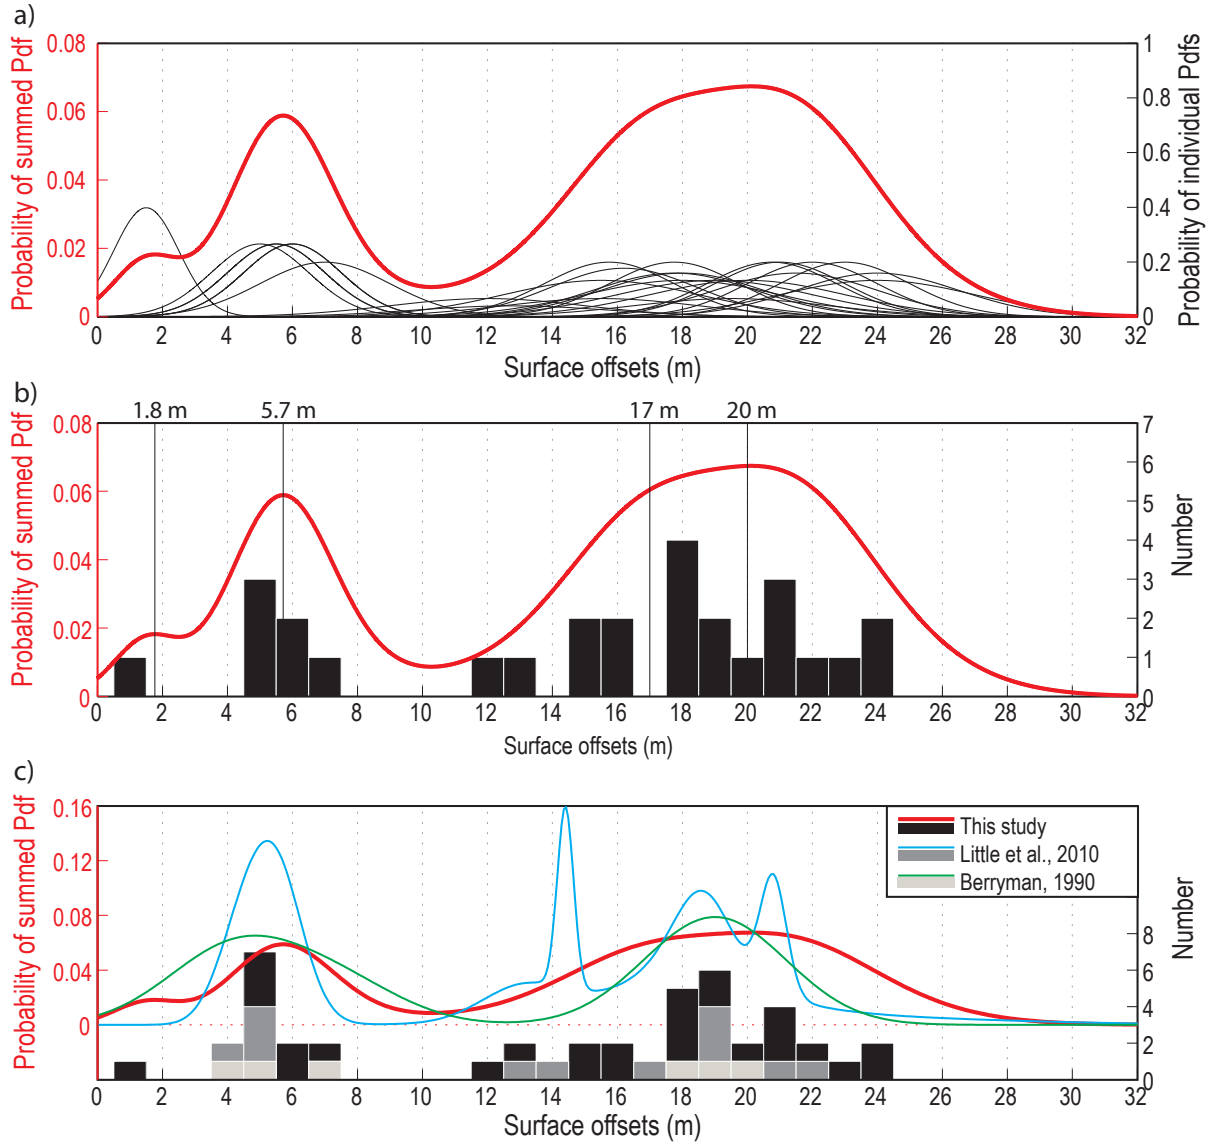 a)
Probability of summed Pdf
0.08
0.06
0.04
0.02
0
1
0.8
0.6
0.4
0.2
0
Probability of individual Pdfs
0 2 4 6 8 10 12 14 16 18 20 22 24 26 28 30 32
Surface offsets (m)
b)
1.8 m 5.7 m 17 m 20 m
Probability of summed Pdf
0.08
0.06
0.04
0.02
0
7
6
5
4
3
2
1
0
Number
0 2 4 6 8 10 12 14 16 18 20 22 24 26 28 30 32
Surface offsets (m)
c)
Probability of summed Pdf
0.16
0.12
0.08
0.04
0
This study
Little et al., 2010
Berryman, 1990
8
6
4
2
0
Number
0 2 4 6 8 10 12 14 16 18 20 22 24 26 28 30 32
Surface offsets (m)